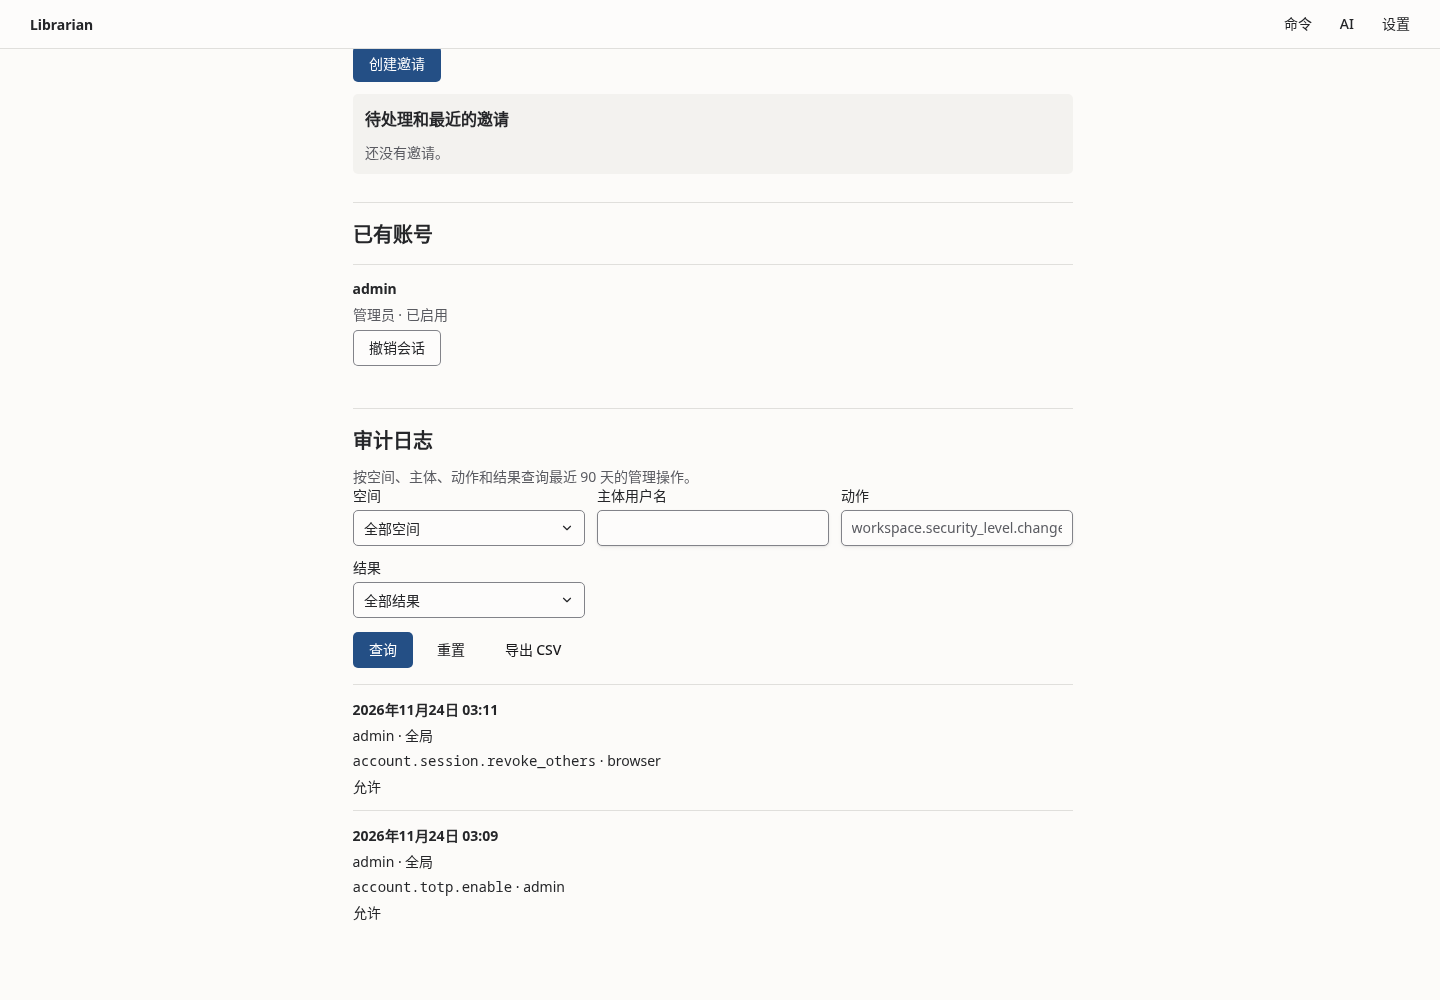 Librarian
命令 AI 设置
创建邀请
待处理和最近的邀请
还没有邀请。
已有账号
admin
管理员 · 已启用
撤销会话
审计日志
按空间、主体、动作和结果查询最近 90 天的管理操作。
空间 主体用户名 动作
全部空间 workspace.security_level.change
结果
全部结果
查询 重置 导出 CSV
2026年11月24日 03:11
admin · 全局
account.session.revoke_others · browser
允许
2026年11月24日 03:09
admin · 全局
account.totp.enable · admin
允许